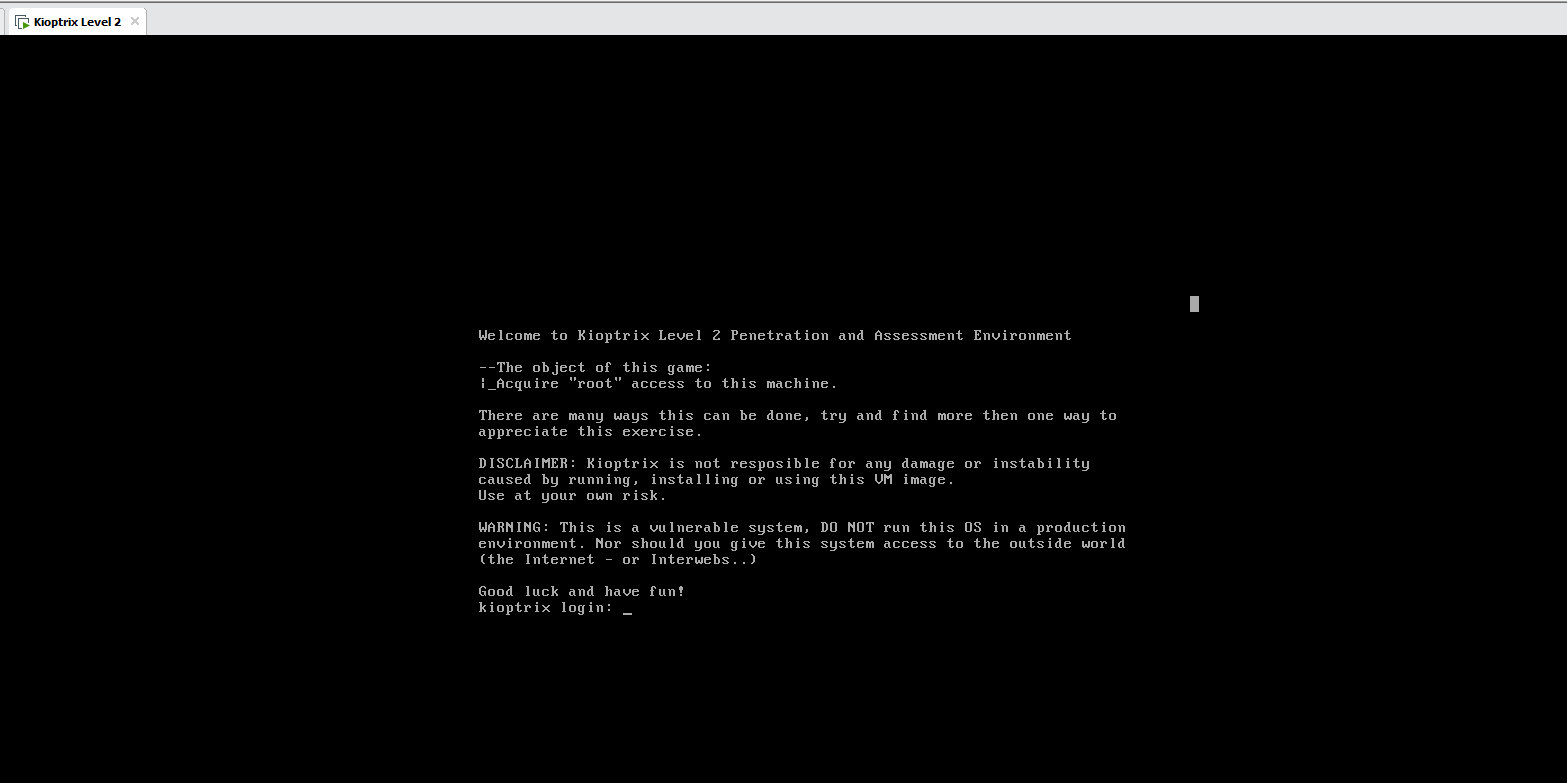 Kioptrix Level 2
Welcome to Kioptrix Level 2 Penetration and Assessment Environment
--The object of this game:
|_Acquire "root" access to this machine.
There are many ways this can be done, try and find more then one way to
appreciate this exercise.
DISCLAIMER: Kioptrix is not resposible for any damage or instability
caused by running, installing or using this VM image.
Use at your own risk.
WARNING: This is a vulnerable system, DO NOT run this OS in a production
environment. Nor should you give this system access to the outside world
(the Internet - or Interwebs..)
Good luck and have fun!
kioptrix login: _